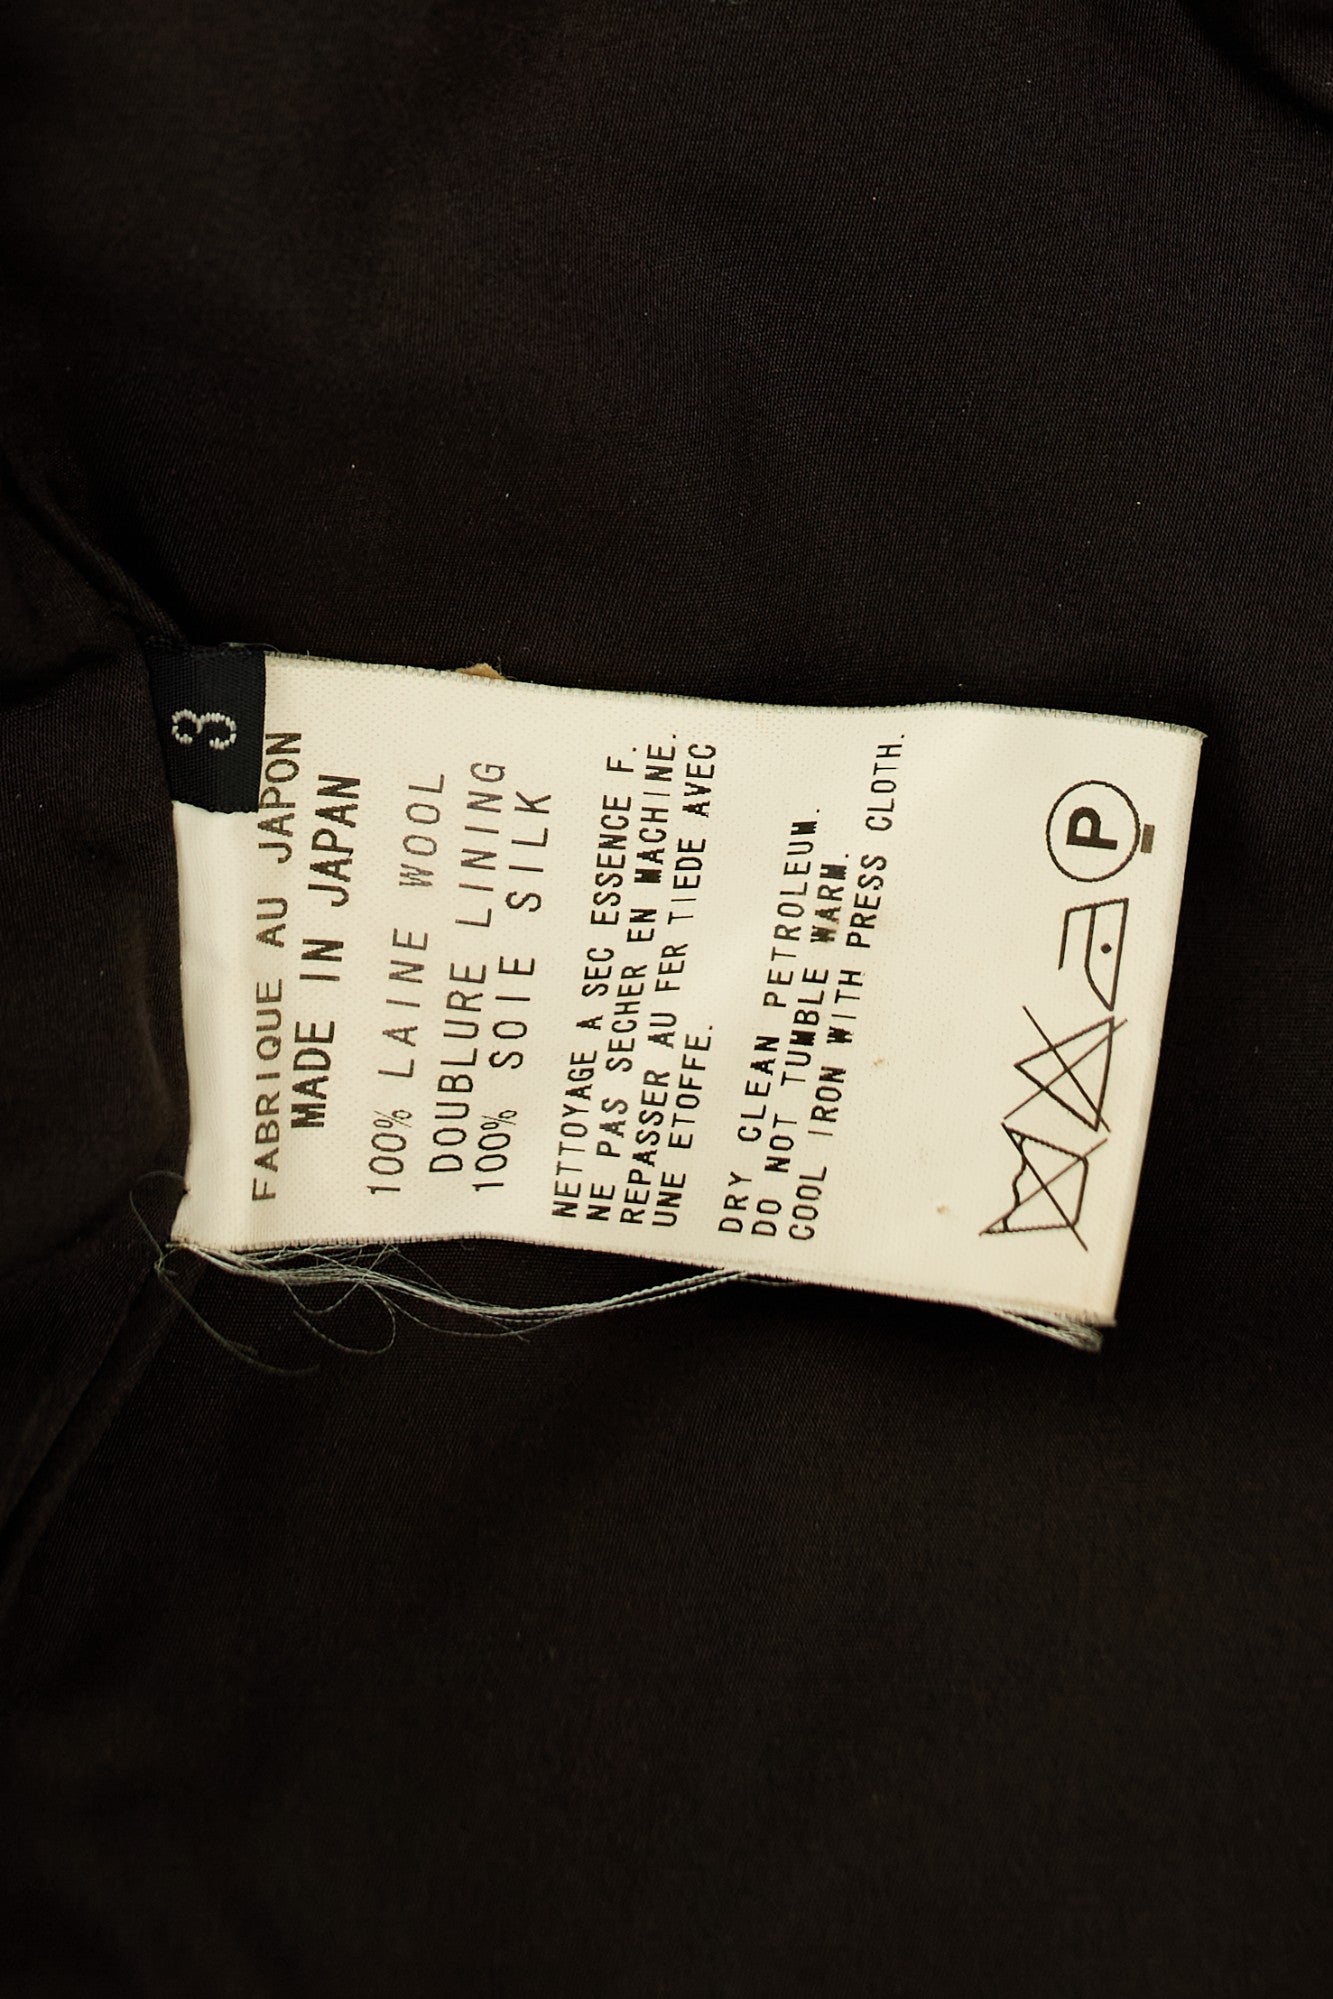 3
FABRIQUE AU JAPON
MADE IN JAPAN
100% LAINE WOOL
DOUBLURE LINING
100% SOIE SILK
NETTOYAGE A SEC ESSENCE F.
NE PAS SECHER EN MACHINE.
REPASSER AU FER TIEDE AVEC
UNE ETOFFE.
DRY CLEAN PETROLEUM.
DO NOT TUMBLE WARM.
COOL IRON WITH PRESS CLOTH.
P